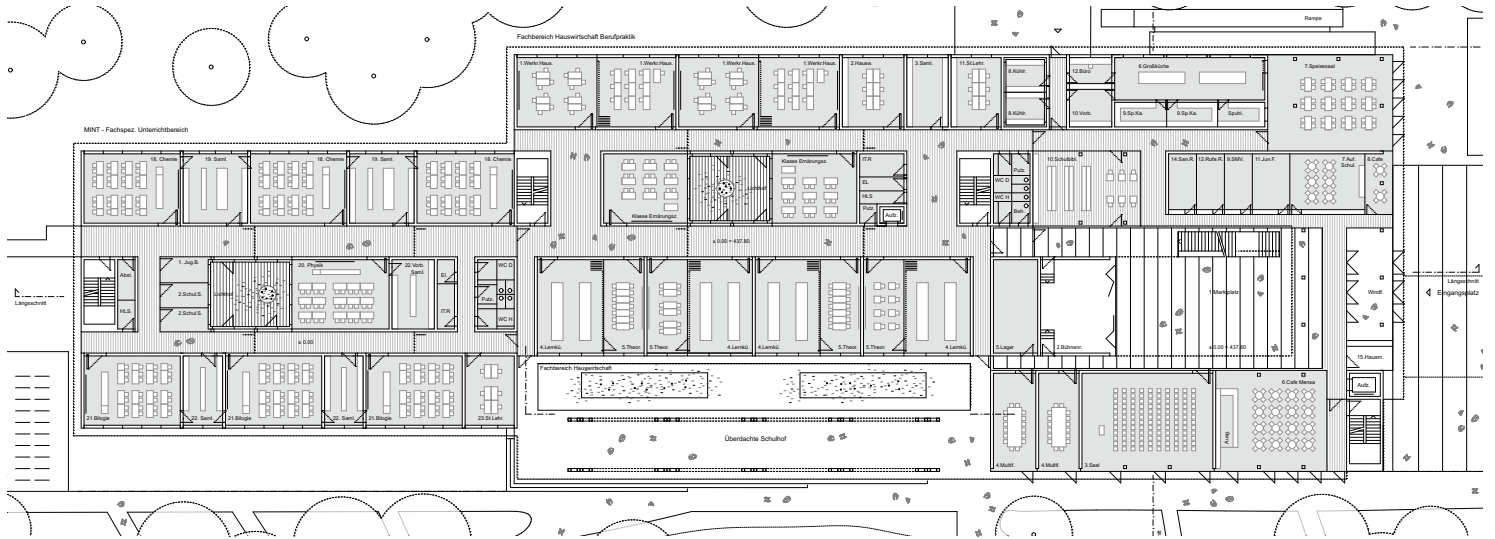 Rampe
Fachbereich Hauswirtschaft Berufpraktik
1.Werkr.Haus.
1.Werkr.Haus.
1.Werkr.Haus.
1.Werkr.Haus.
2.Hausw.
3.Saml.
11.St.Lehr.
8.Kühlr.
12.Büro
6.Großküche
7.Speisesaal
8.Kühlr.
10.Vorb.
9.Sp.Ka.
9.Sp.Ka.
Spühl.
MINT - Fachspez. Unterrichtbereich
18. Chemie
19. Saml.
18. Chemie
19. Saml.
18. Chemie
Klasse Ernärungsz.
Klasse Ernärungsz.
Lichthof
IT.R
EL
HLS
Putz.
Aufz.
Putz.
WC D
WC H
Beh.
10.Schulbibl.
14.San.R.
12.Rufe.R.
9.SMV.
11.Jun.F.
7.Auf.
Schul.
8.Cafe
± 0.00 = 437.80
Abst.
HLS.
1. Jug.B.
2.Schul.S.
2.Schul.S.
Lichthof
20. Physik
22.Vorb.
Saml.
El.
IT.R
WC D
Putz.
WC H
± 0.00
Längsschnitt
4.Lernkü.
5.Theor.
5.Theor.
4.Lernkü.
4.Lernkü.
5.Theor.
5.Theor.
4.Lernkü.
5.Lager
2.Bühnenr.
1.Markplatz
± 0.00 = 437.80
Windf.
Längsschnitt
Eingangsplatz
15.Hausm.
Aufz.
21.Bilogie
22. Saml.
21.Bilogie
22. Saml.
21.Bilogie
23.St.Lehr.
Fachbereich Haugwirtschaft
Überdachte Schulhof
4.Multif.
4.Multif.
3.Saal
Ausg.
6.Cafe Mensa